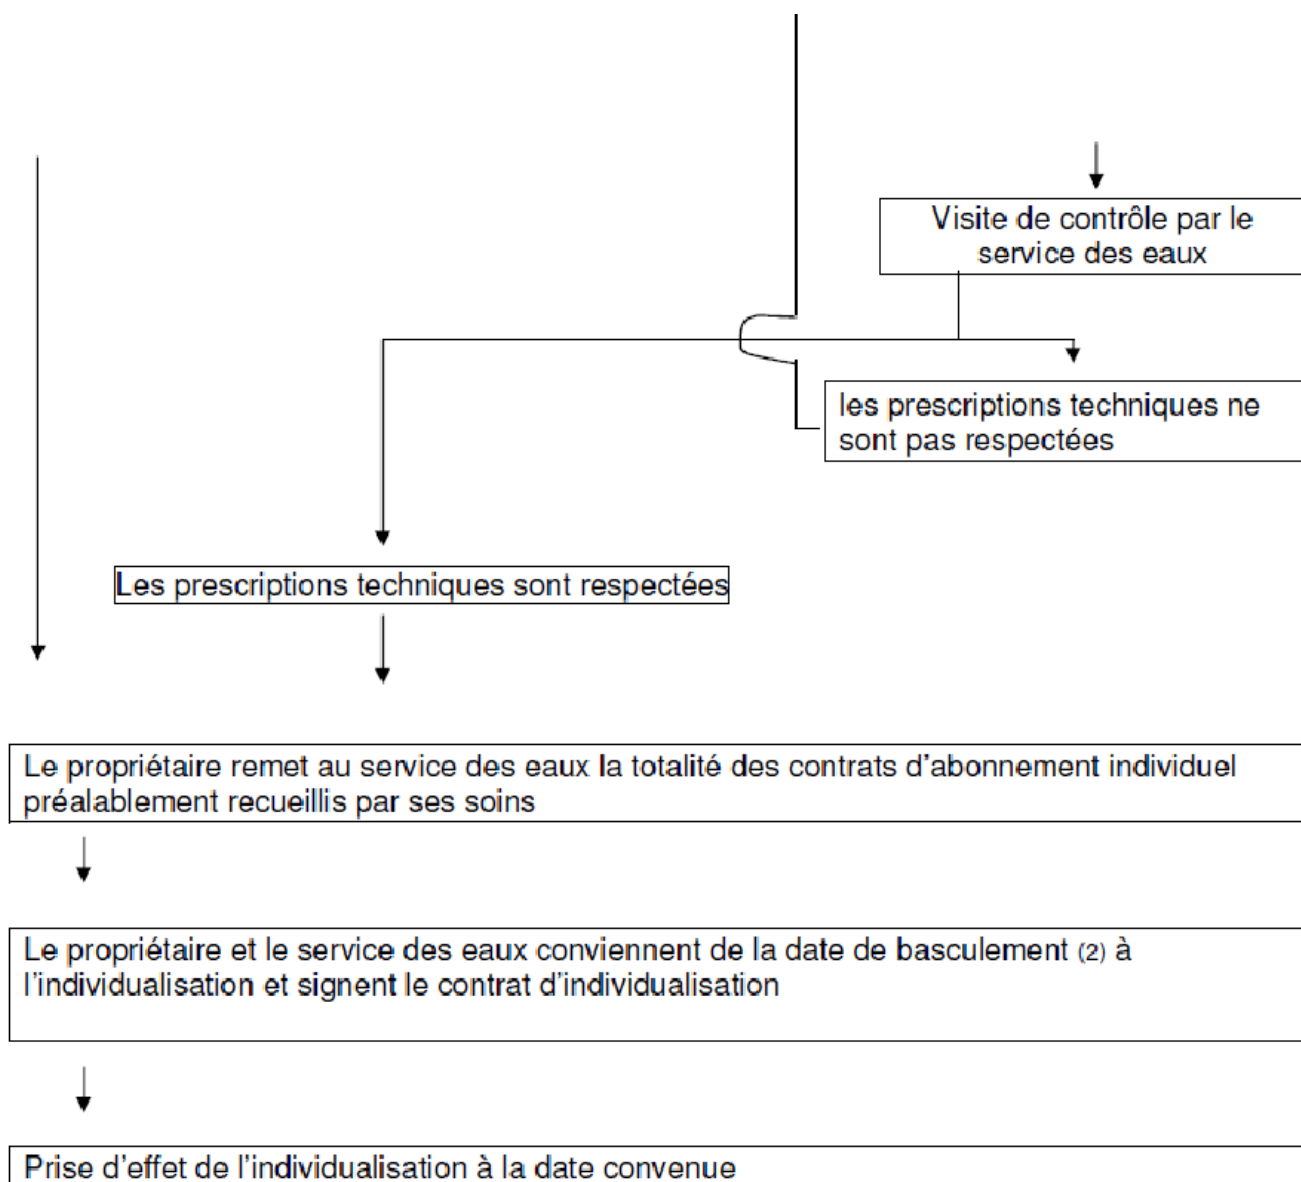 Visite de contrôle par le
service des eaux
les prescriptions techniques ne
sont pas respectées
Les prescriptions techniques sont respectées
Le propriétaire remet au service des eaux la totalité des contrats d'abonnement individuel
préalablement recueillis par ses soins
Le propriétaire et le service des eaux conviennent de la date de basculement (2) à
l'individualisation et signent le contrat d'individualisation
Prise d'effet de l'individualisation à la date convenue